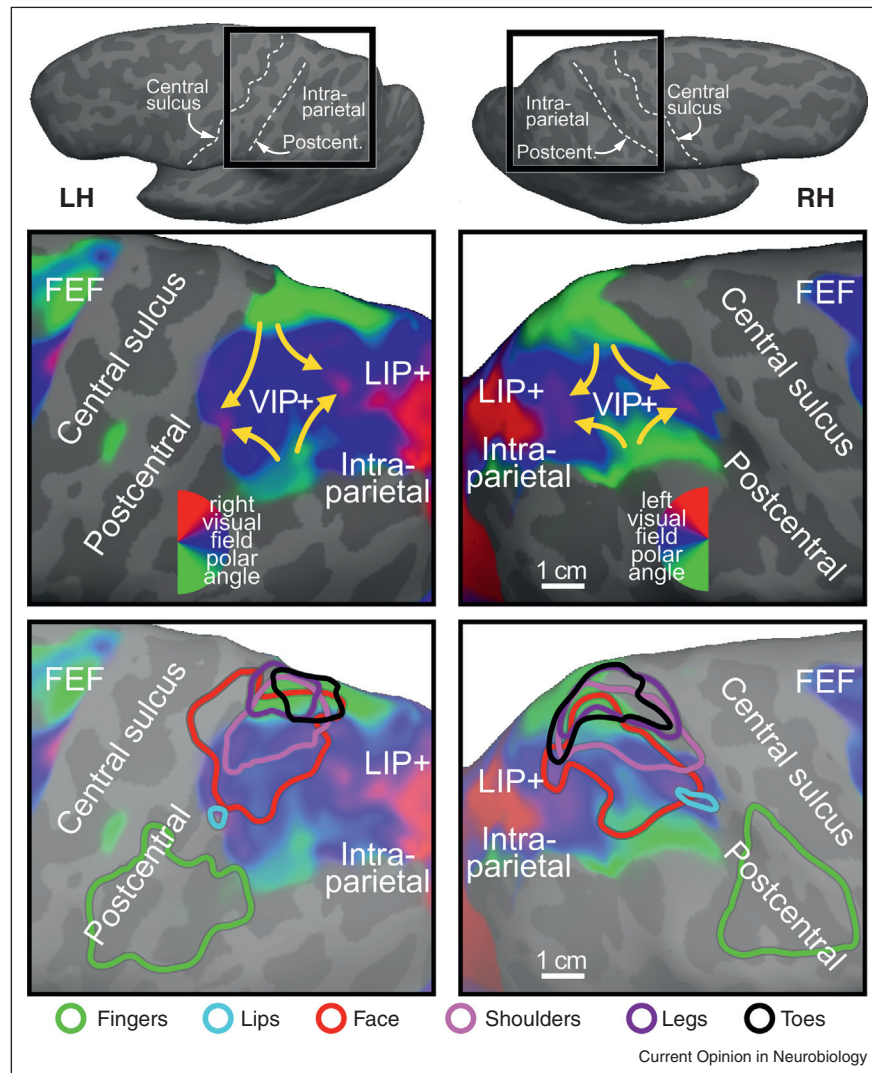 Central
sulcus
Intra-
parietal
Postcent.
LH
Intra-
parietal
Central
sulcus
Postcent.
RH
FEF
Central sulcus
Postcentral
VIP+
LIP+
Intra-
parietal
right
visual
field
polar
angle
LIP+
VIP+
FEF
Central sulcus
Postcentral
Intra-
parietal
left
visual
field
polar
angle
1 cm
FEF
Central sulcus
Postcentral
LIP+
Intra-
parietal
FEF
Central sulcus
Postcentral
LIP+
Intra-
parietal
1 cm
Fingers Lips Face Shoulders Legs Toes
Current Opinion in Neurobiology